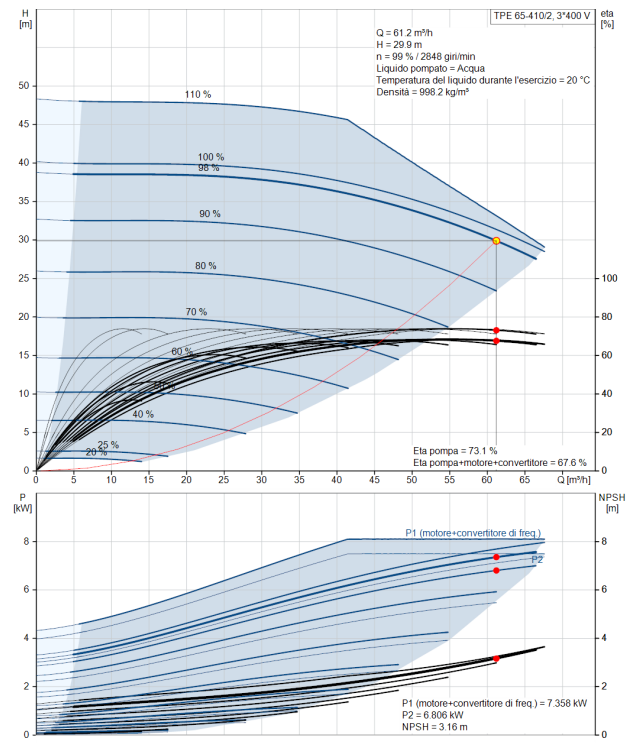 H
[m]
TPE 65-410/2, 3*400 V
eta
[%]
Q = 61.2 m³/h
H = 29.9 m
n = 99 % / 2848 giri/min
Liquido pompato = Acqua
Temperatura del liquido durante l'esercizio = 20 °C
Densità = 998.2 kg/m³
50
45
40
35
30
25
20
15
10
5
0
110 %
100 %
98 %
90 %
80 %
70 %
60 %
40 %
25 %
20 %
100
80
60
40
20
0
Eta pompa = 73.1 %
Eta pompa+motore+convertitore = 67.6 %
0 5 10 15 20 25 30 35 40 45 50 55 60 65 Q [m³/h]
P
[kW]
NPSH
[m]
8
6
4
2
0
P1 (motore+convertitore di freq.)
P2
8
6
4
2
0
P1 (motore+convertitore di freq.) = 7.358 kW
P2 = 6.806 kW
NPSH = 3.16 m